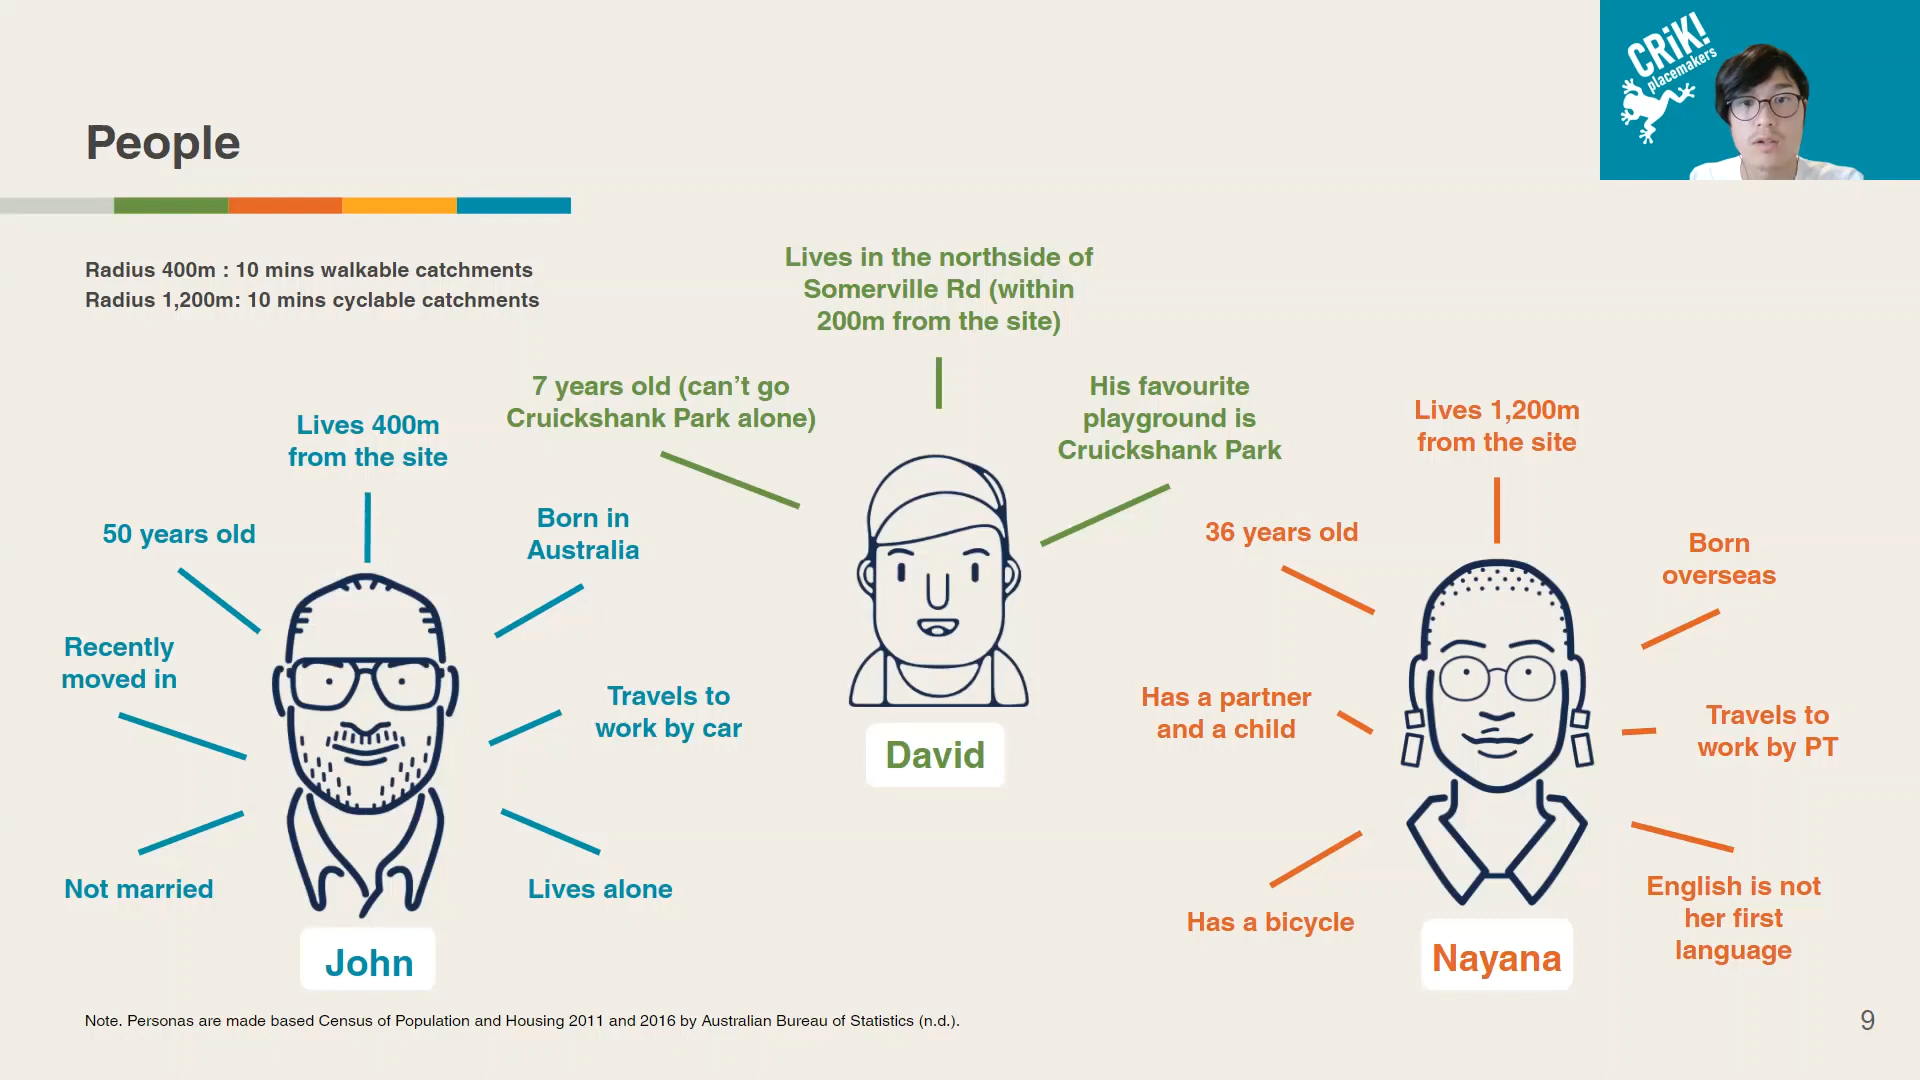 CRiK!
placemakers
People
Radius 400m : 10 mins walkable catchments
Radius 1,200m: 10 mins cyclable catchments
Lives 400m
from the site
50 years old
Born in
Australia
Recently
moved in
Travels to
work by car
Not married
Lives alone
John
Lives in the northside of
Somerville Rd (within
200m from the site)
7 years old (can’t go
Cruickshank Park alone)
His favourite
playground is
Cruickshank Park
David
Lives 1,200m
from the site
36 years old
Born
overseas
Has a partner
and a child
Travels to
work by PT
Has a bicycle
English is not
her first
language
Nayana
Note. Personas are made based Census of Population and Housing 2011 and 2016 by Australian Bureau of Statistics (n.d.).
9